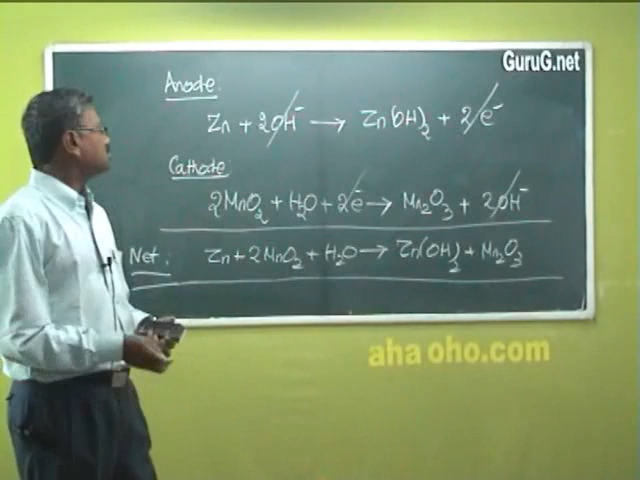 GuruG.net
Anode
Zn + 2OH⁻ → Zn(OH)₂ + 2e⁻
Cathode
2MnO₂ + H₂O + 2e⁻ → Mn₂O₃ + 2OH⁻
Net: Zn + 2MnO₂ + H₂O → Zn(OH)₂ + Mn₂O₃
aha oho.com